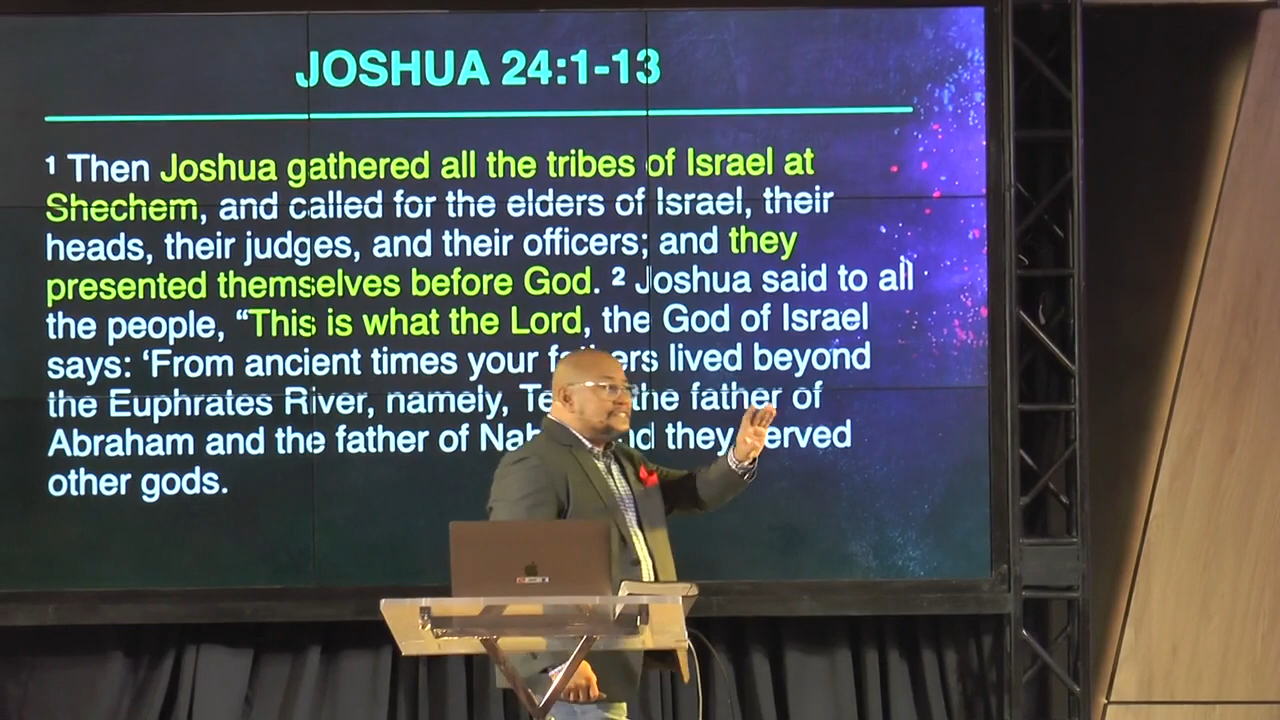 JOSHUA 24:1-13
¹ Then Joshua gathered all the tribes of Israel at
Shechem, and called for the elders of Israel, their
heads, their judges, and their officers; and they
presented themselves before God. ² Joshua said to all
the people, “This is what the Lord, the God of Israel
says: ‘From ancient times your fathers lived beyond
the Euphrates River, namely, the father of
Abraham and the father of they served
other gods.